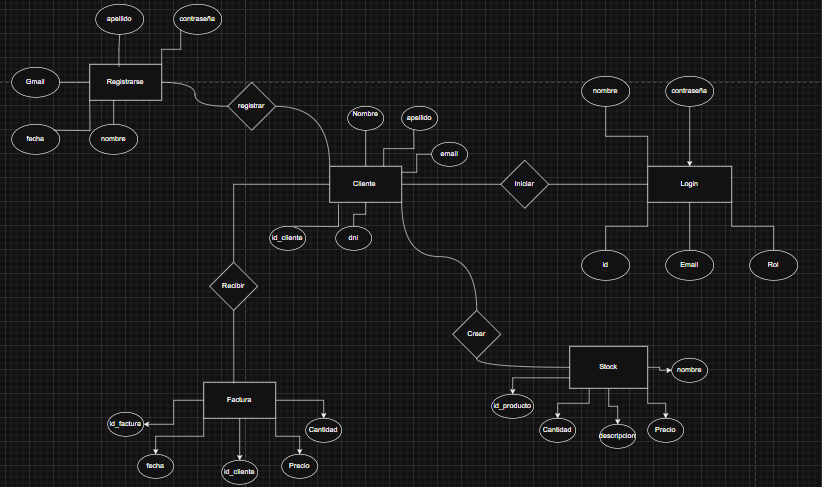 apellido
contraseña
Gmail
Registrarse
fecha
nombre
registrar
Nombre
apellido
email
Cliente
id_cliente
dni
Iniciar
nombre
contraseña
Login
id
Email
Rol
Recibir
Crear
Factura
id_factura
Cantidad
fecha
id_cliente
Precio
Stock
nombre
id_producto
Cantidad
descripcion
Precio